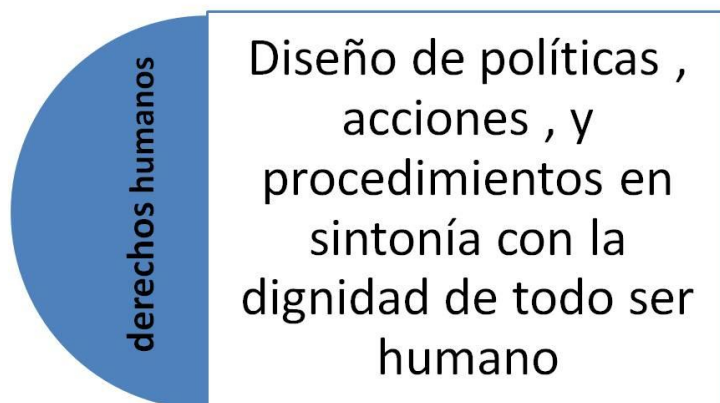 derechos humanos
Diseño de políticas ,
acciones , y
procedimientos en
sintonía con la
dignidad de todo ser
humano